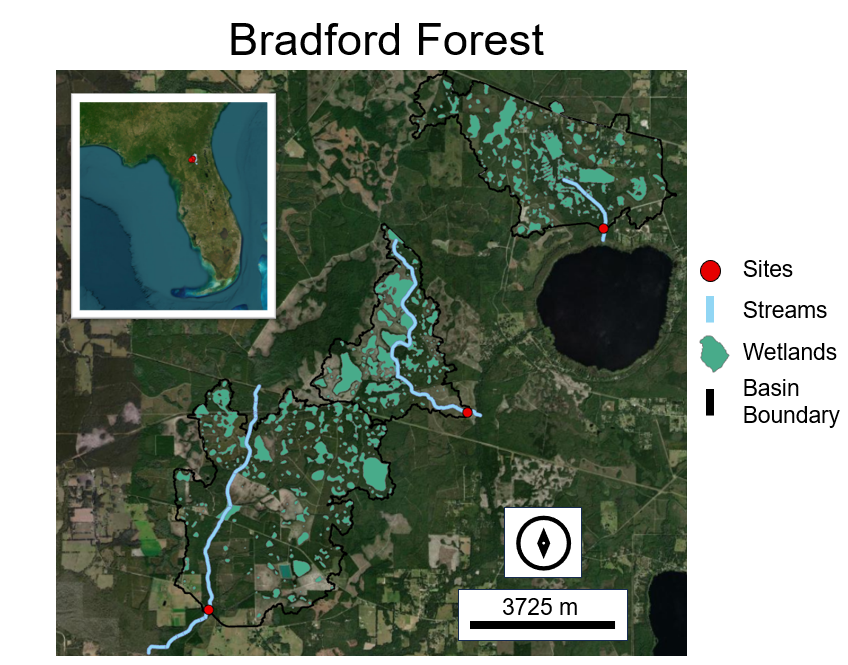 Bradford Forest
Sites
Streams
Wetlands
Basin
Boundary
3725 m